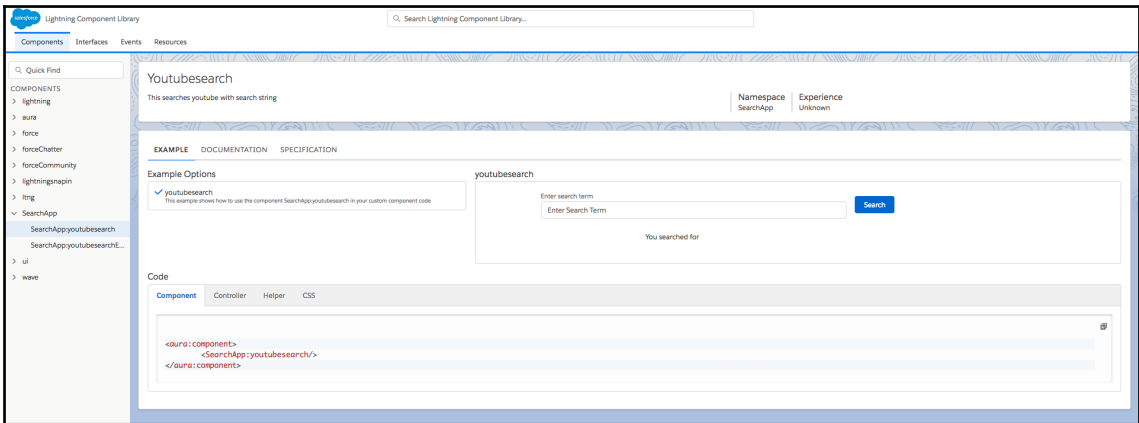 salesforce
Lightning Component Library
Search Lightning Component Library...
Components Interfaces Events Resources
Quick Find
COMPONENTS
lightning
aura
force
forceChatter
forceCommunity
lightningsnapin
ltng
SearchApp
SearchApp:youtubesearch
SearchApp:youtubesearchE...
ui
wave
Youtubesearch
This searches youtube with search string
Namespace
SearchApp
Experience
Unknown
EXAMPLE DOCUMENTATION SPECIFICATION
Example Options
youtubesearch
This example shows how to use the component SearchApp:youtubesearch in your custom component code
youtubesearch
Enter search term
Enter Search Term
Search
You searched for
Code
Component Controller Helper CSS
<aura:component>
<SearchApp:youtubesearch/>
</aura:component>